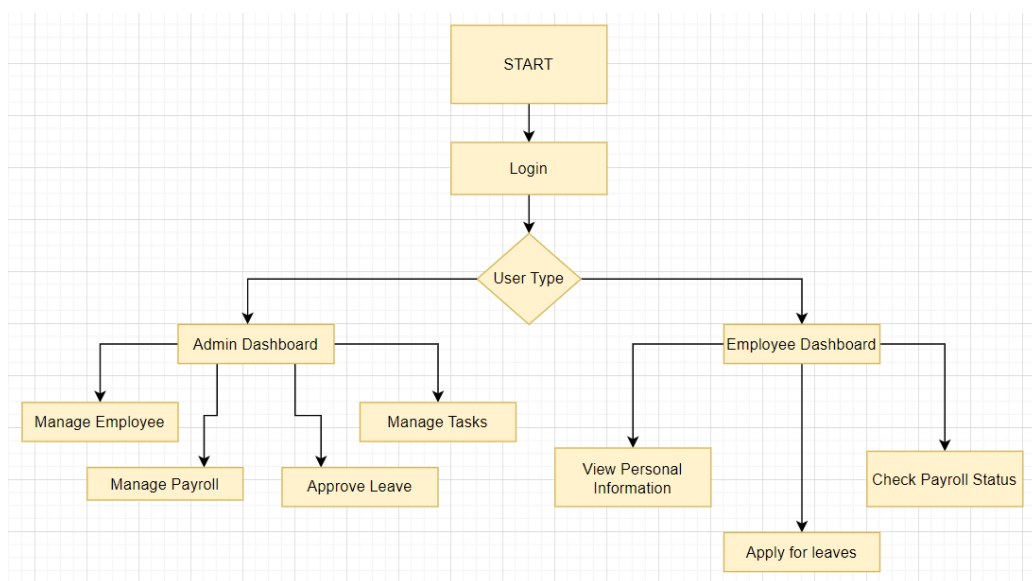 START
Login
User Type
Admin Dashboard
Employee Dashboard
Manage Employee
Manage Tasks
Manage Payroll
Approve Leave
View Personal
Information
Check Payroll Status
Apply for leaves